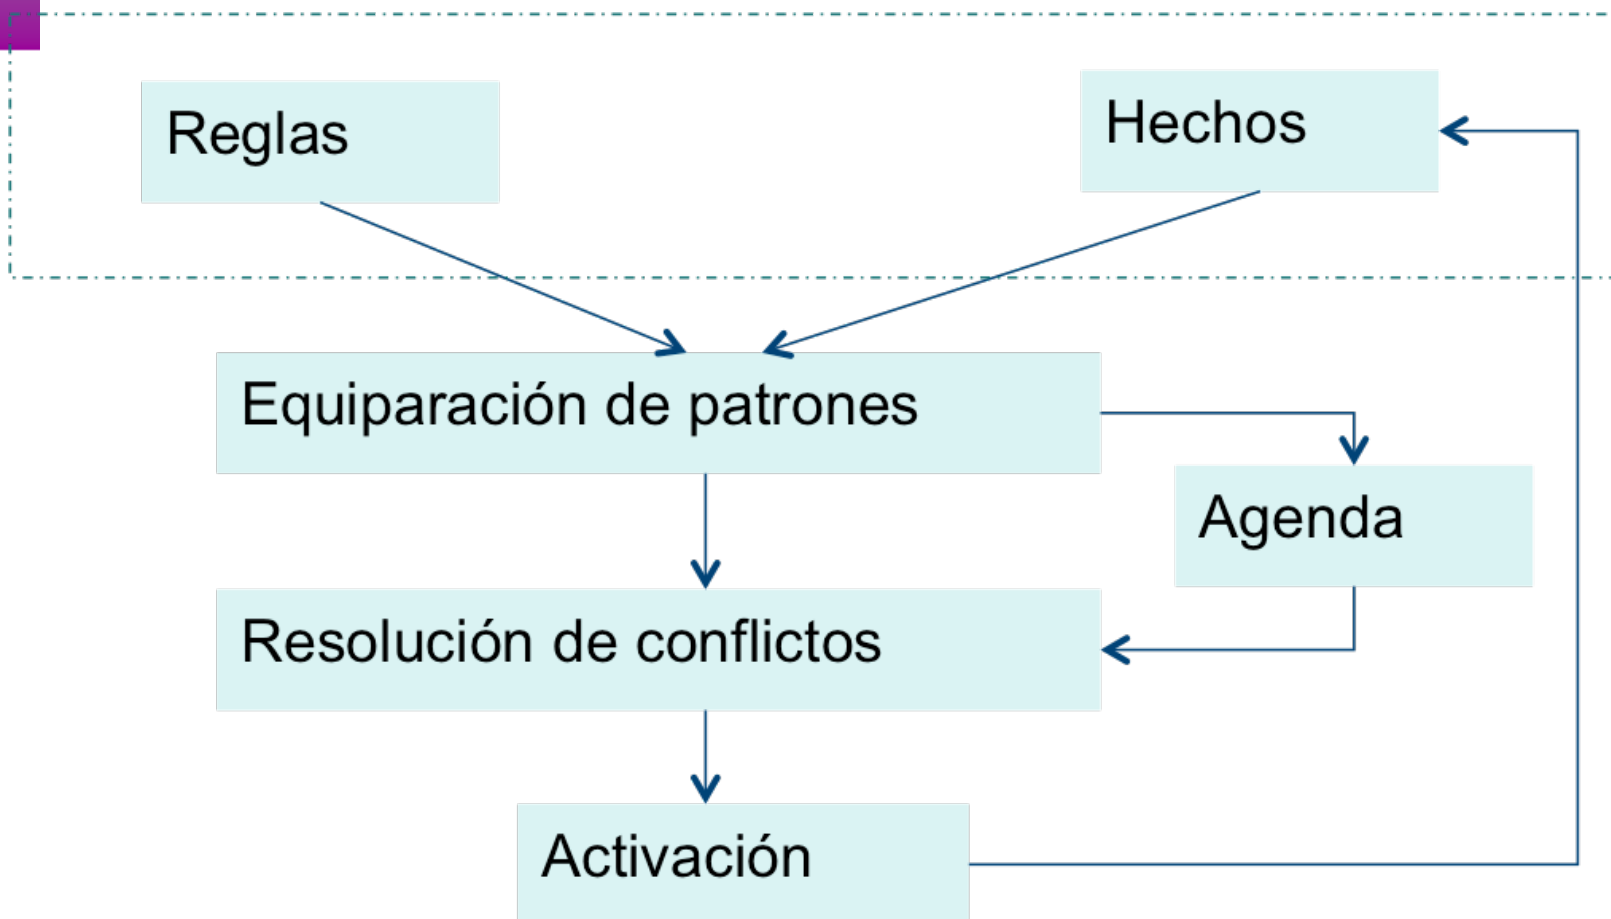 Reglas
Hechos
Equiparación de patrones
Agenda
Resolución de conflictos
Activación